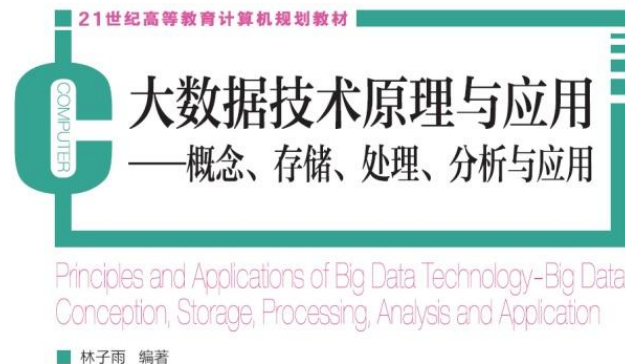 21世纪高等教育计算机规划教材
COMPUTER
大数据技术原理与应用
——概念、存储、处理、分析与应用
Principles and Applications of Big Data Technology-Big Data
Conception, Storage, Processing, Analysis and Application
林子雨 编著